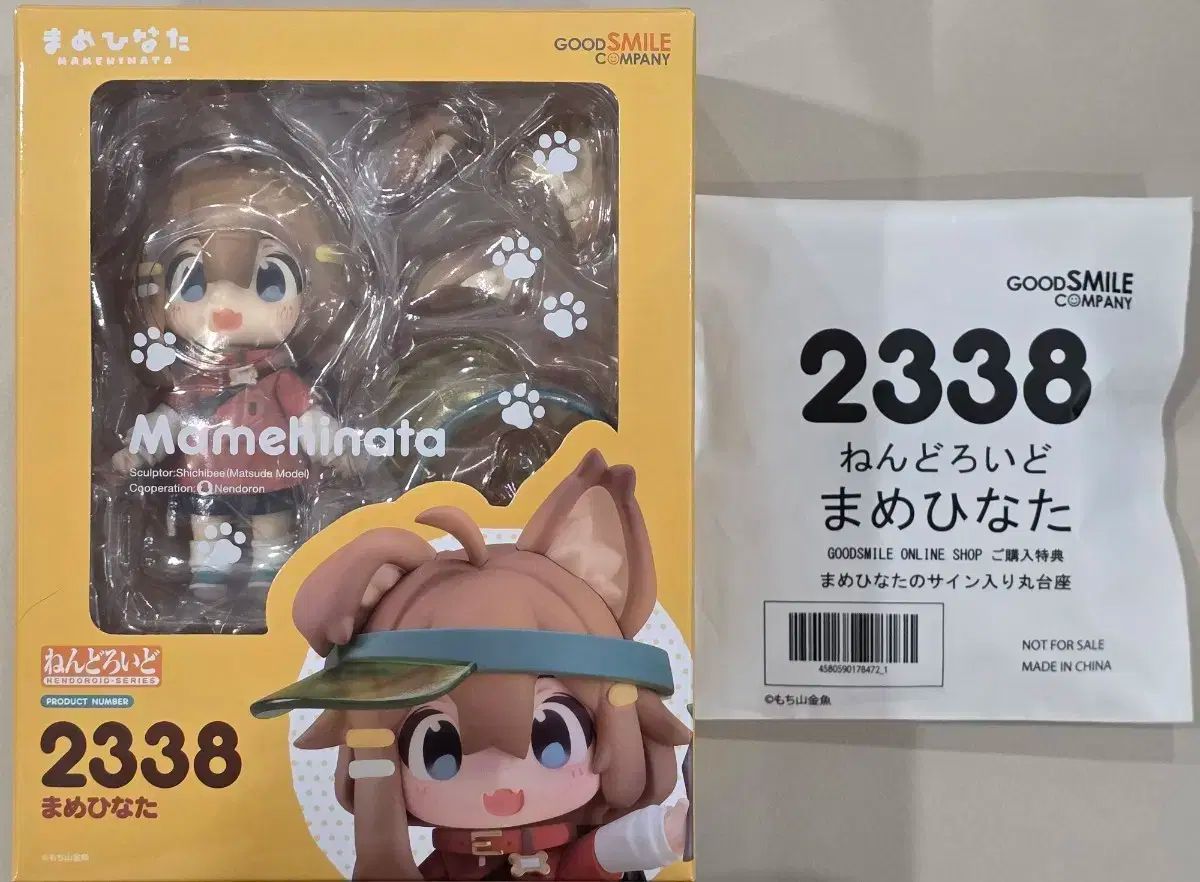 まめひなた
MAMEHINATA
GOOD SMILE
COMPANY
Mamehinata
Sculptor:Shichibee(Matsuda Model)
Cooperation: Nendoron
ねんどろいど
NENDOROID-SERIES
PRODUCT NUMBER
2338
まめひなた
©もち山金魚
GOOD SMILE
COMPANY
2338
ねんどろいど
まめひなた
GOODSMILE ONLINE SHOP ご購入特典
まめひなたのサイン入り丸台座
4580590178472_1
NOT FOR SALE
MADE IN CHINA
©もち山金魚